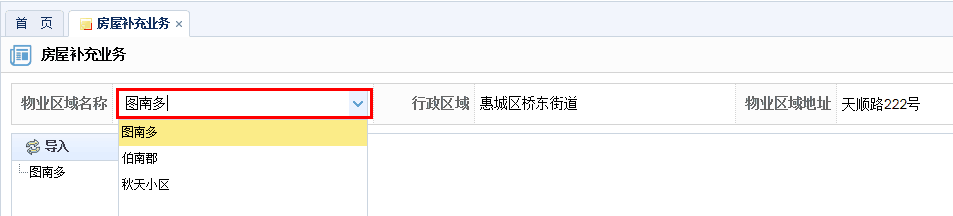 首 页 房屋补充业务 ×
房屋补充业务
物业区域名称 图南多 行政区域 惠城区桥东街道 物业区域地址 天顺路222号
导入 图南多
图南多 伯南郡
秋天小区